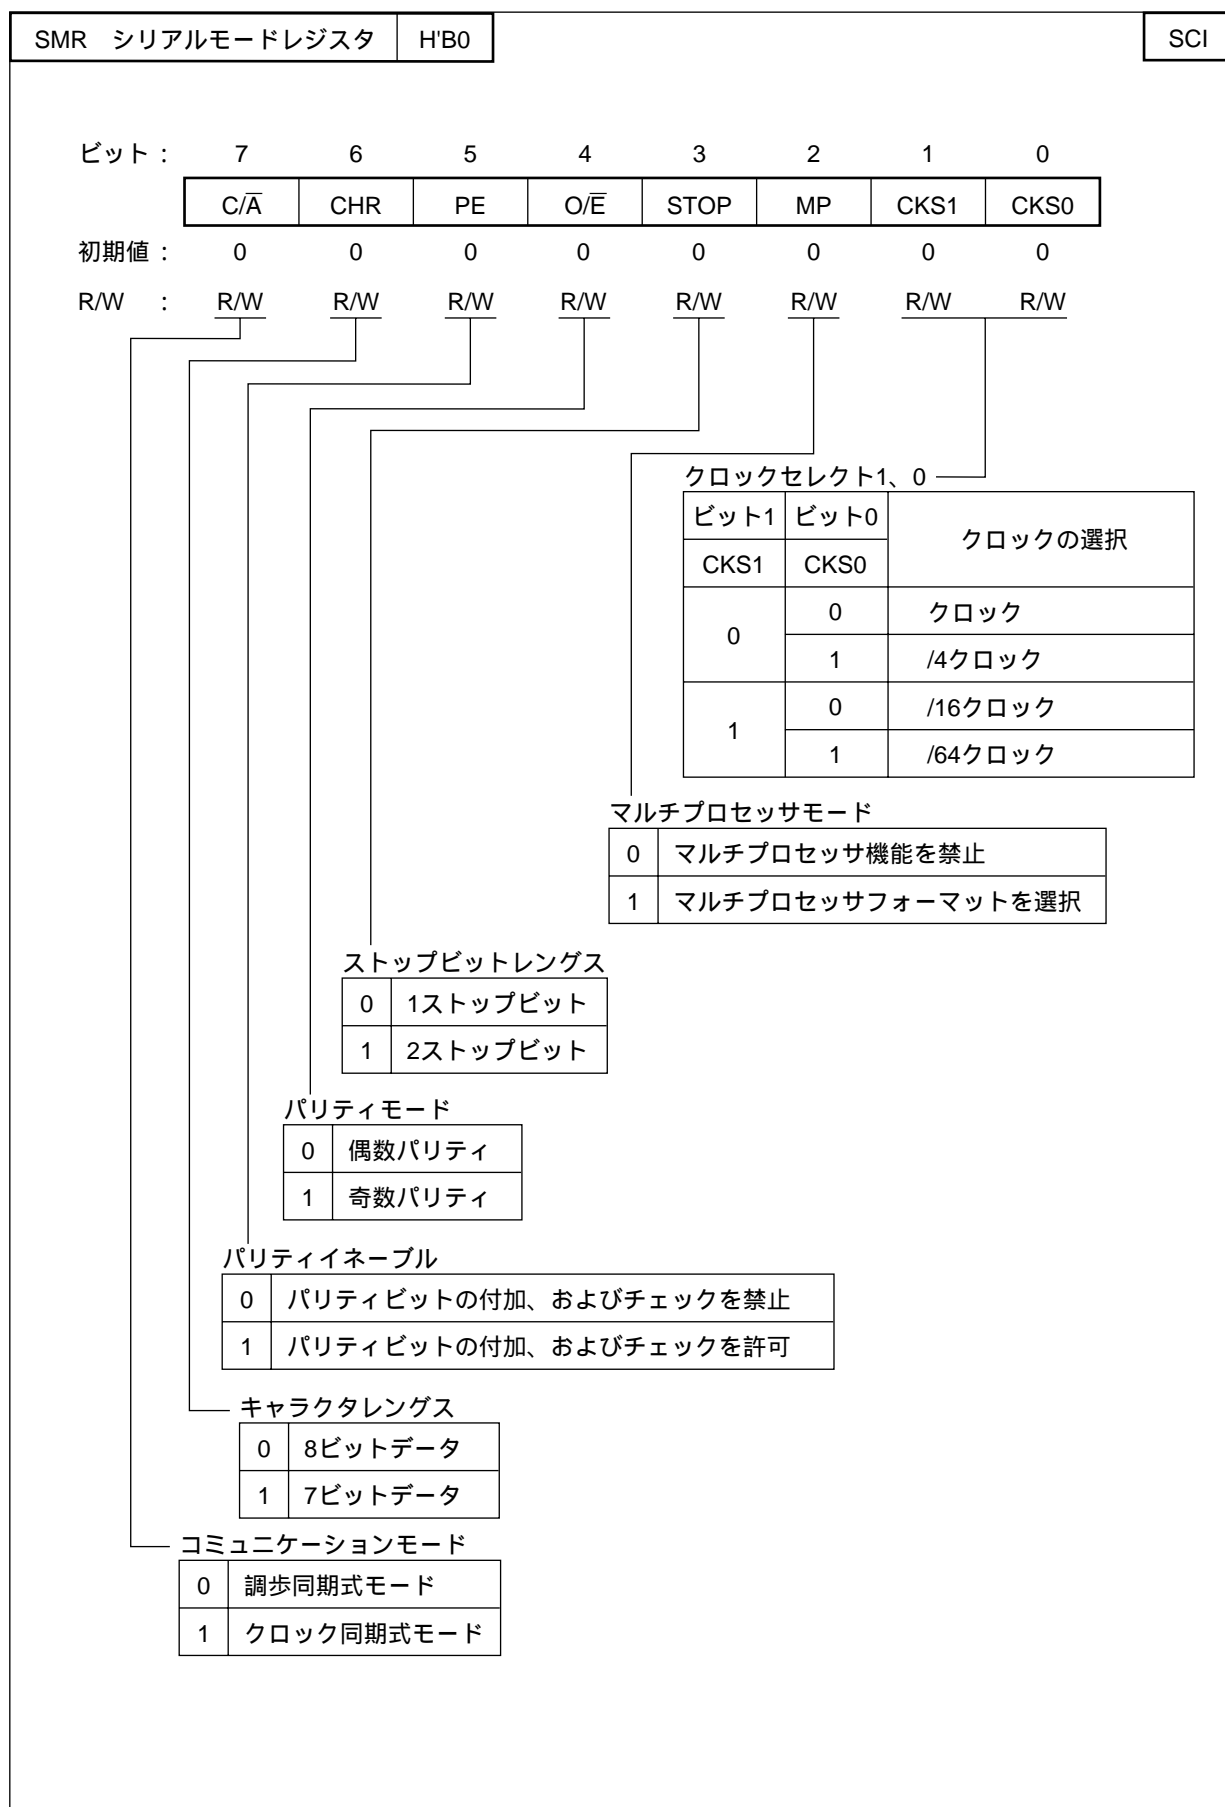 SMR シリアルモードレジスタ H'B0 SCI
ビット : 7 6 5 4 3 2 1 0
C/A̅ CHR PE O/E̅ STOP MP CKS1 CKS0
初期値 : 0 0 0 0 0 0 0 0
R/W : R/W R/W R/W R/W R/W R/W R/W R/W
クロックセレクト1、0
ビット1 ビット0 クロックの選択
CKS1 CKS0
0 0 クロック
1 /4クロック
1 0 /16クロック
1 /64クロック
マルチプロセッサモード
0 マルチプロセッサ機能を禁止
1 マルチプロセッサフォーマットを選択
ストップビットレングス
0 1ストップビット
1 2ストップビット
パリティモード
0 偶数パリティ
1 奇数パリティ
パリティイネーブル
0 パリティビットの付加、およびチェックを禁止
1 パリティビットの付加、およびチェックを許可
キャラクタレングス
0 8ビットデータ
1 7ビットデータ
コミュニケーションモード
0 調歩同期式モード
1 クロック同期式モード